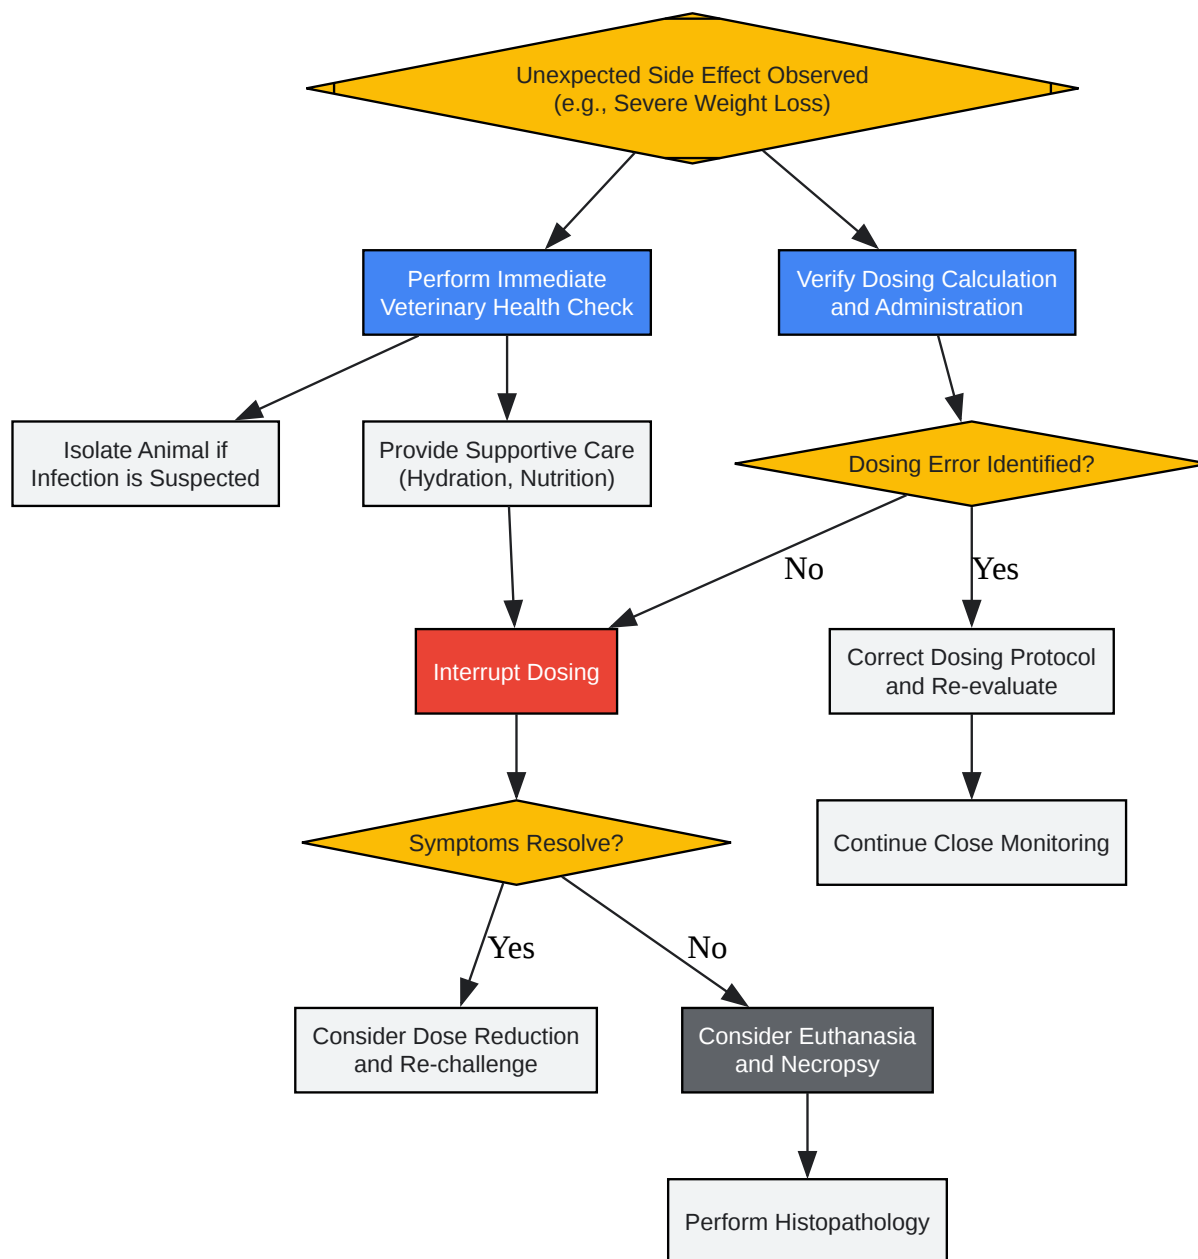 Unexpected Side Effect Observed
(e.g., Severe Weight Loss)
Perform Immediate
Veterinary Health Check
Verify Dosing Calculation
and Administration
Isolate Animal if
Infection is Suspected
Provide Supportive Care
(Hydration, Nutrition)
Dosing Error Identified?
No
Yes
Interrupt Dosing
Correct Dosing Protocol
and Re-evaluate
Symptoms Resolve?
Continue Close Monitoring
Yes
No
Consider Dose Reduction
and Re-challenge
Consider Euthanasia
and Necropsy
Perform Histopathology